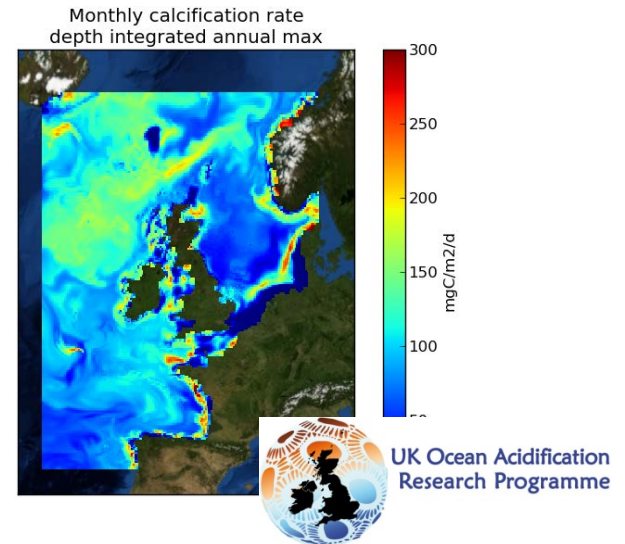 Monthly calcification rate
depth integrated annual max
300
250
200
150
100
mgC/m2/d
UK Ocean Acidification
Research Programme